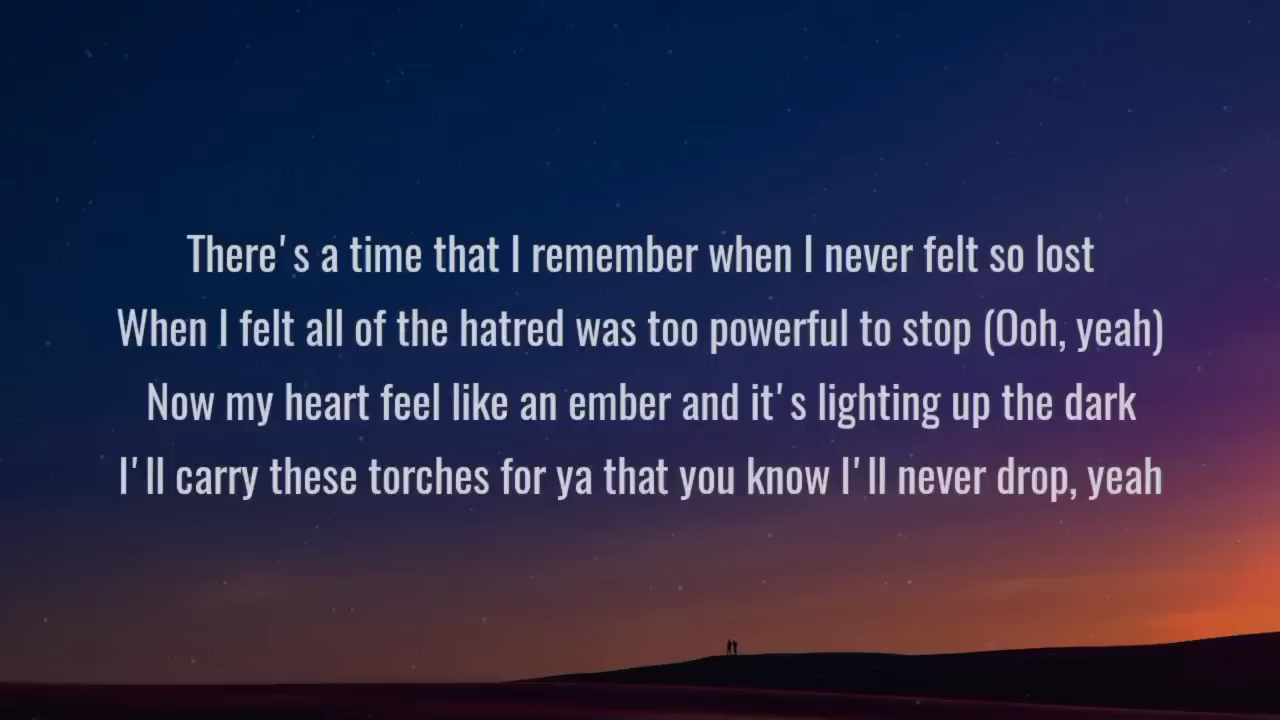 There's a time that I remember when I never felt so lost
When I felt all of the hatred was too powerful to stop (Ooh, yeah)
Now my heart feel like an ember and it's lighting up the dark
I'll carry these torches for ya that you know I'll never drop, yeah